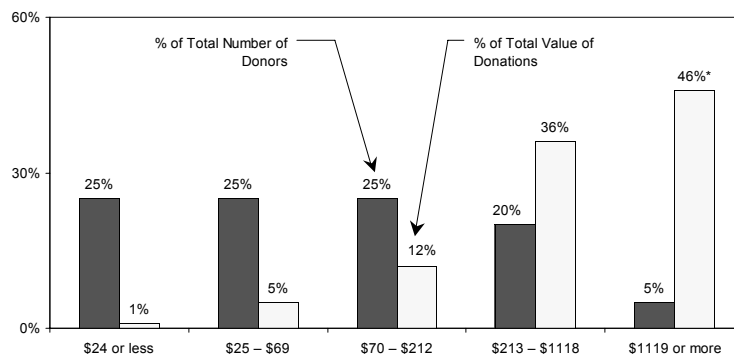 60%
% of Total Number of
Donors
% of Total Value of
Donations
46%*
36%
30%
25%
25%
25%
20%
12%
5%
5%
1%
0%
$24 or less
$25 – $69
$70 – $212
$213 – $1118
$1119 or more